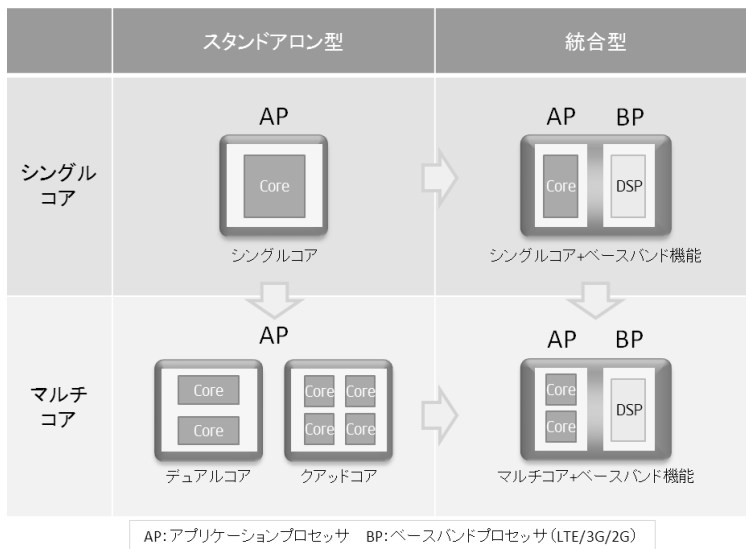 スタンドアロン型
統合型
シングル
コア
AP
Core
シングルコア
AP BP
Core DSP
シングルコア+ベースバンド機能
マルチ
コア
AP
Core
Core
デュアルコア
Core Core
Core Core
クアッドコア
AP BP
Core
Core
DSP
マルチコア+ベースバンド機能
AP:アプリケーションプロセッサ BP:ベースバンドプロセッサ(LTE/3G/2G)